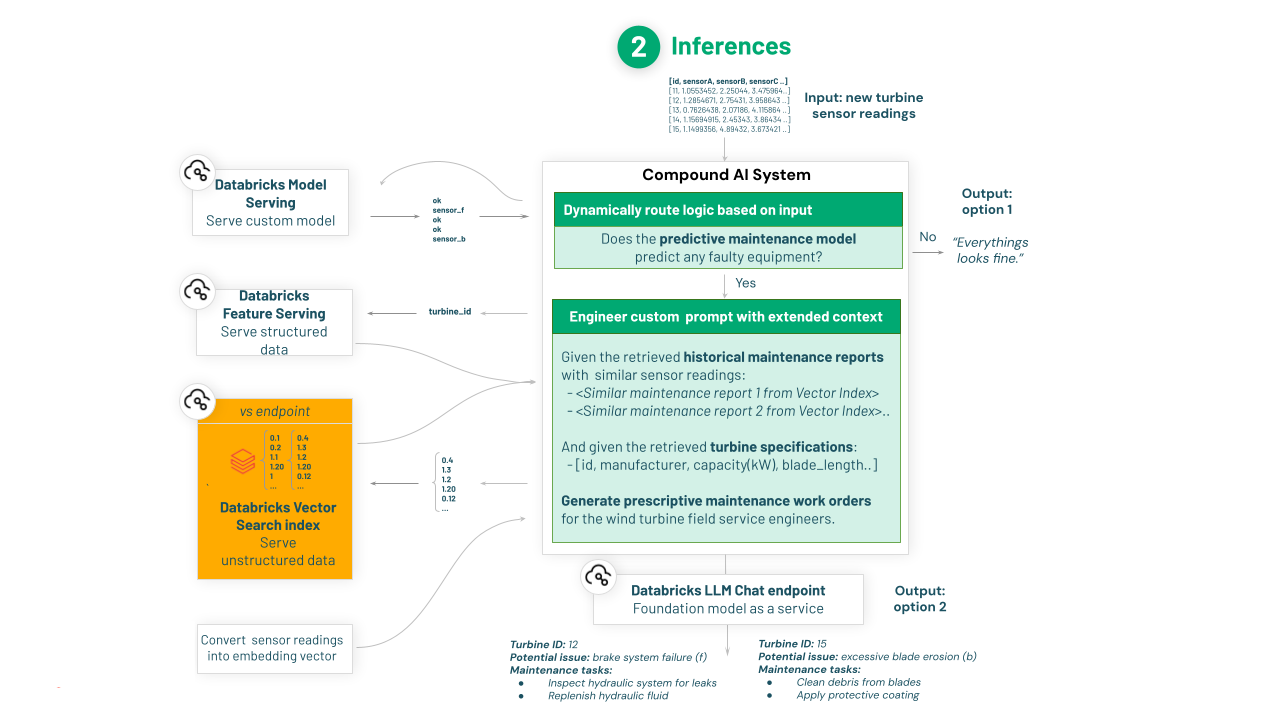 2 Inferences
[id, sensorA, sensorB, sensorC ..]
[11, 1.0553452, 2.25044, 3.475964..]
[12, 1.2854671, 2.75431, 3.958643 ..]
[13, 0.7626438, 2.07186, 4.115864 ..]
[14, 1.15694915, 2.45343, 3.86434 ..]
[15, 1.1499356, 4.89432, 3.673421 ..]
Input: new turbine
sensor readings
Compound AI System
Dynamically route logic based on input
Does the predictive maintenance model
predict any faulty equipment?
No
Output:
option 1
“Everything
looks fine.”
Yes
Databricks Model
Serving
Serve custom model
ok
sensor_f
ok
ok
sensor_b
Databricks
Feature Serving
Serve structured
data
turbine_id
Engineer custom prompt with extended context
Given the retrieved historical maintenance reports
with similar sensor readings:
- <Similar maintenance report 1 from Vector Index>
- <Similar maintenance report 2 from Vector Index>..
And given the retrieved turbine specifications:
- [id, manufacturer, capacity(kW), blade_length..]
Generate prescriptive maintenance work orders
for the wind turbine field service engineers.
vs endpoint
0.1
0.2
1.1
1.20
1
...
0.4
1.3
1.2
1.20
0.12
...
Databricks Vector
Search index
Serve
unstructured data
0.4
1.3
1.2
1.20
0.12
...
Convert sensor readings
into embedding vector
Databricks LLM Chat endpoint
Foundation model as a service
Output:
option 2
Turbine ID: 12
Potential issue: brake system failure (f)
Maintenance tasks:
● Inspect hydraulic system for leaks
● Replenish hydraulic fluid
Turbine ID: 15
Potential issue: excessive blade erosion (b)
Maintenance tasks:
● Clean debris from blades
● Apply protective coating